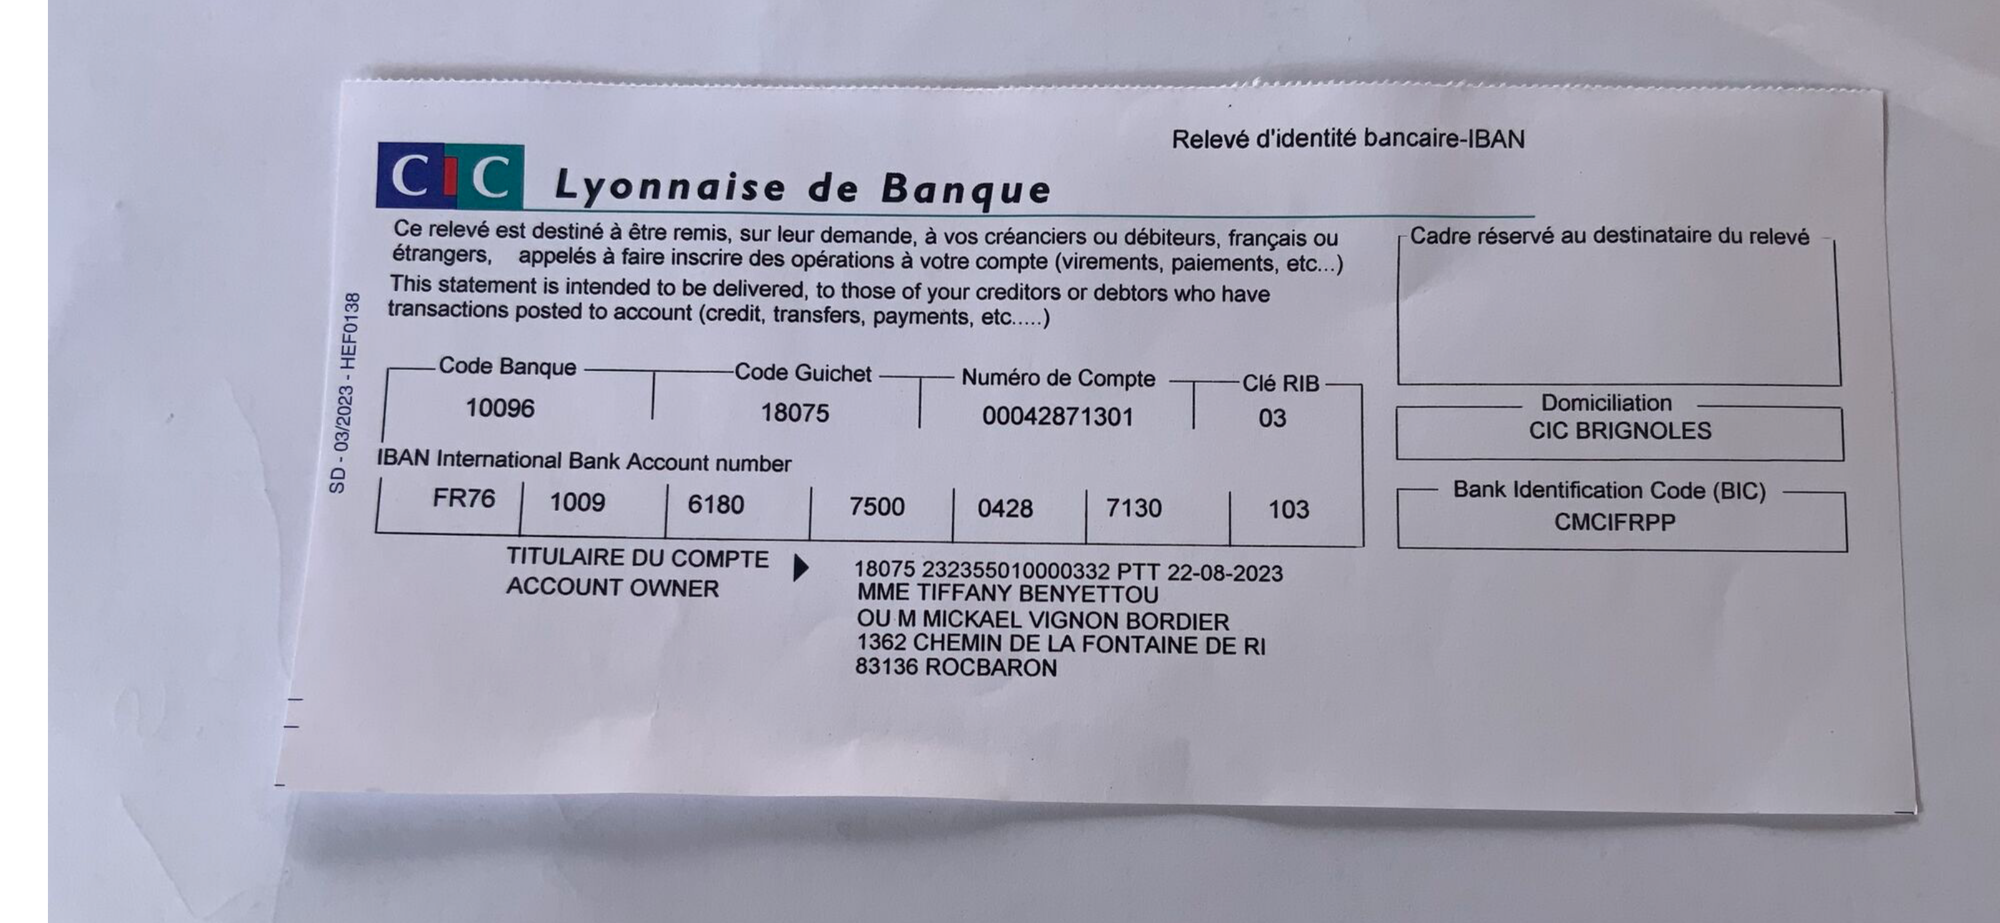 Relevé d'identité bancaire-IBAN
CIC Lyonnaise de Banque
Ce relevé est destiné à être remis, sur leur demande, à vos créanciers ou débiteurs, français ou
étrangers, appelés à faire inscrire des opérations à votre compte (virements, paiements, etc...)
This statement is intended to be delivered, to those of your creditors or debtors who have
transactions posted to account (credit, transfers, payments, etc.....)
Cadre réservé au destinataire du relevé
SD - 03/2023 - HEF0138
Code Banque Code Guichet Numéro de Compte Clé RIB
10096 18075 00042871301 03
Domiciliation
CIC BRIGNOLES
IBAN International Bank Account number
FR76 1009 6180 7500 0428 7130 103
Bank Identification Code (BIC)
CMCIFRPP
TITULAIRE DU COMPTE
ACCOUNT OWNER
18075 232355010000332 PTT 22-08-2023
MME TIFFANY BENYETTOU
OU M MICKAEL VIGNON BORDIER
1362 CHEMIN DE LA FONTAINE DE RI
83136 ROCBARON